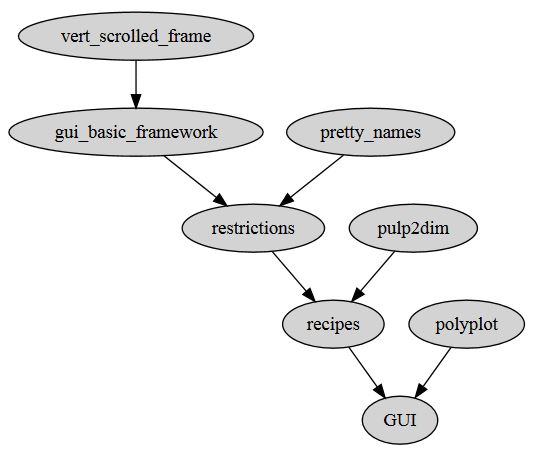 vert_scrolled_frame
gui_basic_framework
pretty_names
restrictions
pulp2dim
recipes
polyplot
GUI